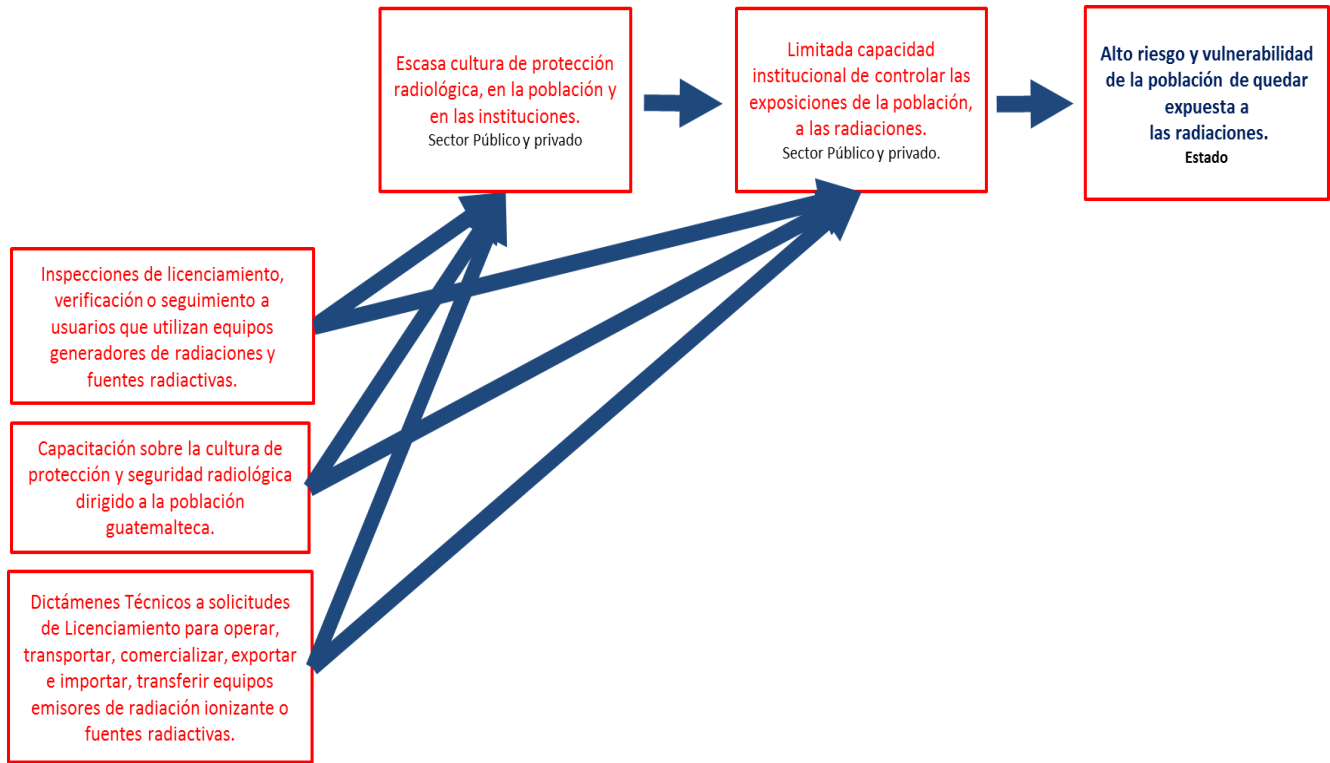 Escasa cultura de protección
radiológica, en la población y
en las instituciones.
Sector Público y privado
Limitada capacidad
institucional de controlar las
exposiciones de la población,
a las radiaciones.
Sector Público y privado.
Alto riesgo y vulnerabilidad
de la población de quedar
expuesta a
las radiaciones.
Estado
Inspecciones de licenciamiento,
verificación o seguimiento a
usuarios que utilizan equipos
generadores de radiaciones y
fuentes radiactivas.
Capacitación sobre la cultura de
protección y seguridad radiológica
dirigido a la población
guatemalteca.
Dictámenes Técnicos a solicitudes
de Licenciamiento para operar,
transportar, comercializar, exportar
e importar, transferir equipos
emisores de radiación ionizante o
fuentes radiactivas.